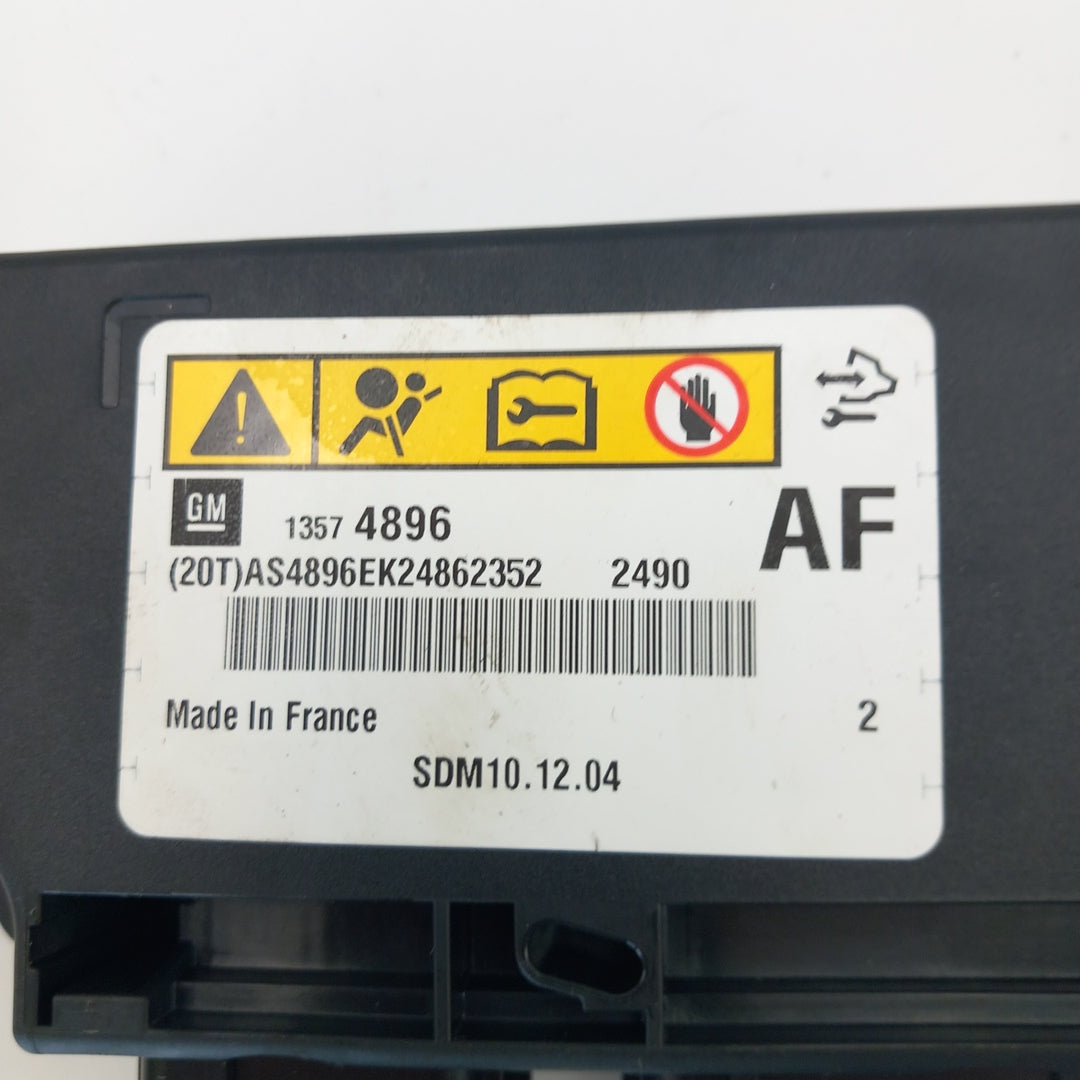 GM
1357 4896
AF
(20T)AS4896EK24862352 2490
Made In France
2
SDM10.12.04